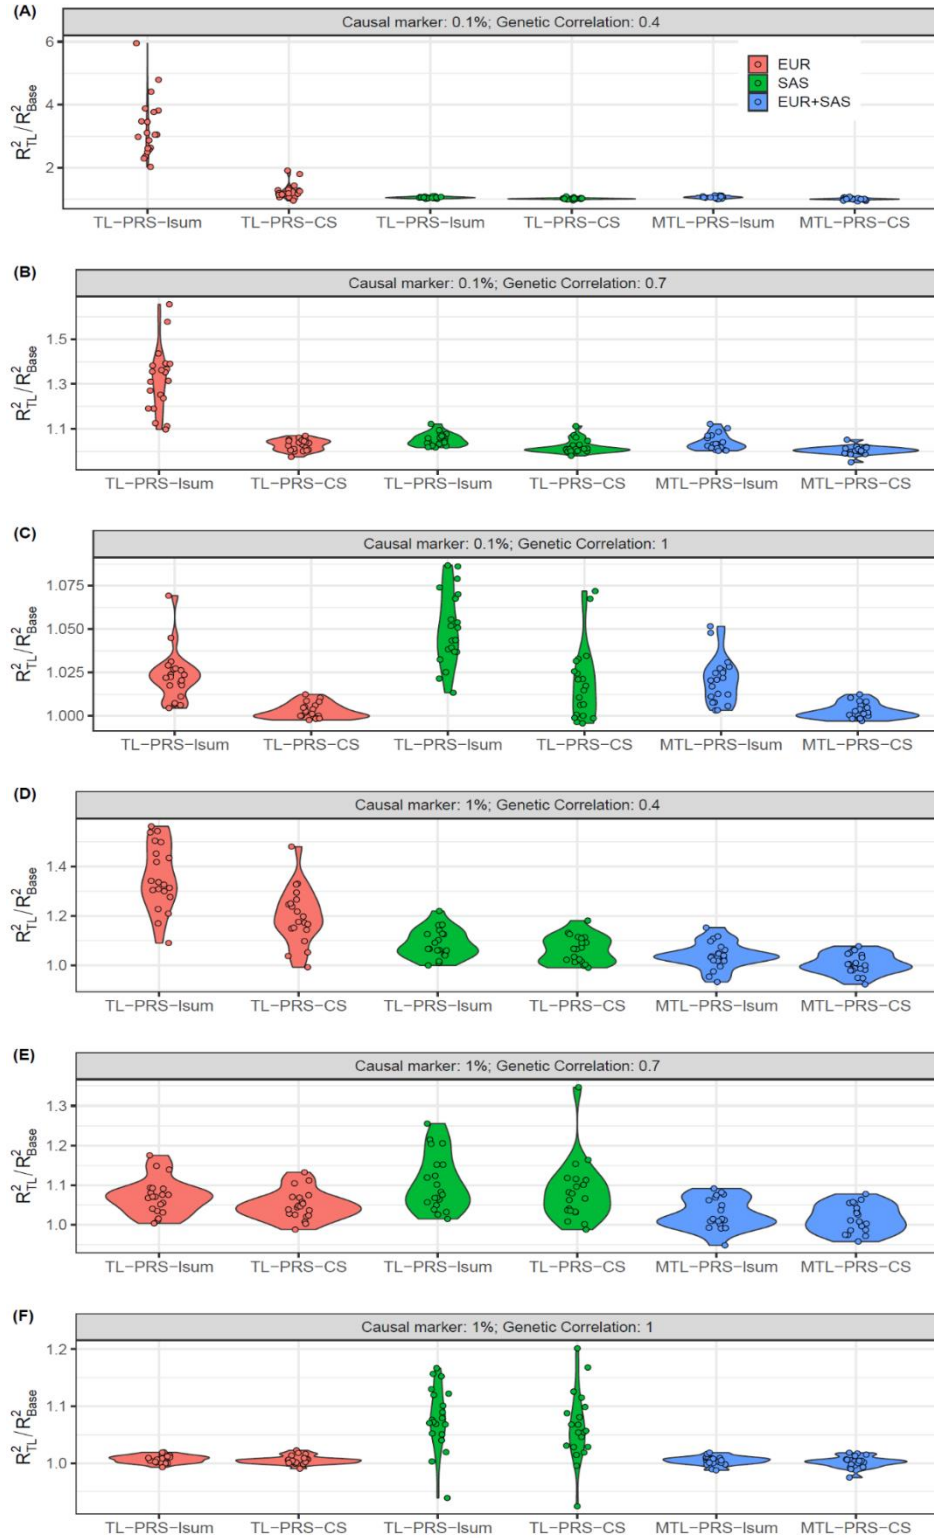 (A)
Causal marker: 0.1%; Genetic Correlation: 0.4
6
4
2
R²TL/R²Base
EUR
SAS
EUR+SAS
TL−PRS−lsum TL−PRS−CS TL−PRS−lsum TL−PRS−CS MTL−PRS−lsum MTL−PRS−CS
(B)
Causal marker: 0.1%; Genetic Correlation: 0.7
1.5
1.3
1.1
R²TL/R²Base
TL−PRS−lsum TL−PRS−CS TL−PRS−lsum TL−PRS−CS MTL−PRS−lsum MTL−PRS−CS
(C)
Causal marker: 0.1%; Genetic Correlation: 1
1.075
1.050
1.025
1.000
R²TL/R²Base
TL−PRS−lsum TL−PRS−CS TL−PRS−lsum TL−PRS−CS MTL−PRS−lsum MTL−PRS−CS
(D)
Causal marker: 1%; Genetic Correlation: 0.4
1.4
1.2
1.0
R²TL/R²Base
TL−PRS−lsum TL−PRS−CS TL−PRS−lsum TL−PRS−CS MTL−PRS−lsum MTL−PRS−CS
(E)
Causal marker: 1%; Genetic Correlation: 0.7
1.3
1.2
1.1
1.0
R²TL/R²Base
TL−PRS−lsum TL−PRS−CS TL−PRS−lsum TL−PRS−CS MTL−PRS−lsum MTL−PRS−CS
(F)
Causal marker: 1%; Genetic Correlation: 1
1.2
1.1
1.0
R²TL/R²Base
TL−PRS−lsum TL−PRS−CS TL−PRS−lsum TL−PRS−CS MTL−PRS−lsum MTL−PRS−CS